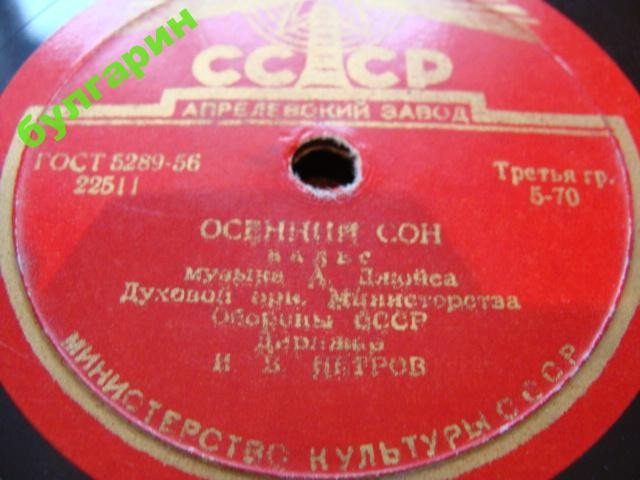 булгарин
СССР
АПРЕЛЕВСКИЙ ЗАВОД
ГОСТ 5289-56
22511
Третья гр.
5-70
ОСЕННИЙ СОН
вальс
музыка А. Джойса
Духовой орк. Министерства
Обороны СССР
Дирижер
И. В. ПЕТРОВ
МИНИСТЕРСТВО КУЛЬТУРЫ СССР